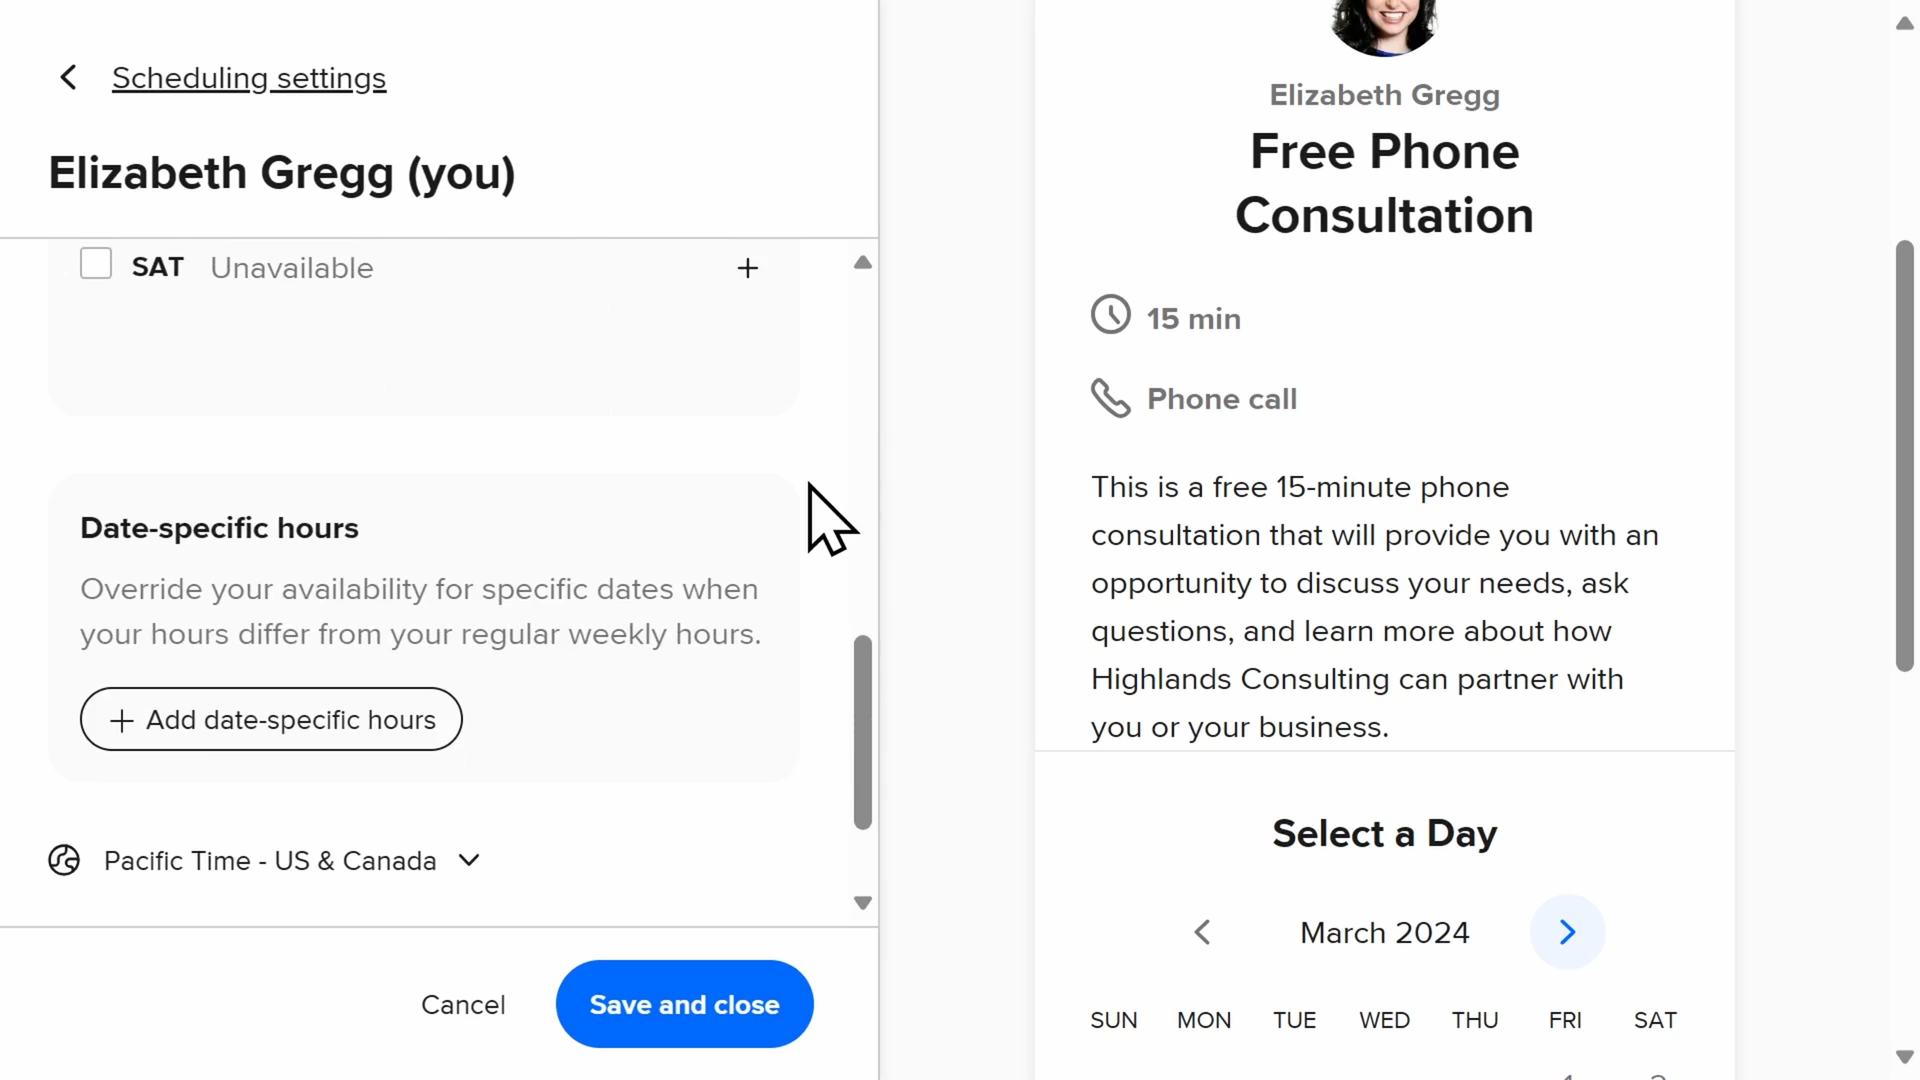 Scheduling settings
Elizabeth Gregg (you)
SAT Unavailable
Date-specific hours
Override your availability for specific dates when
your hours differ from your regular weekly hours.
+ Add date-specific hours
Pacific Time - US & Canada
Cancel
Save and close
Elizabeth Gregg
Free Phone
Consultation
15 min
Phone call
This is a free 15-minute phone
consultation that will provide you with an
opportunity to discuss your needs, ask
questions, and learn more about how
Highlands Consulting can partner with
you or your business.
Select a Day
March 2024
SUN MON TUE WED THU FRI SAT